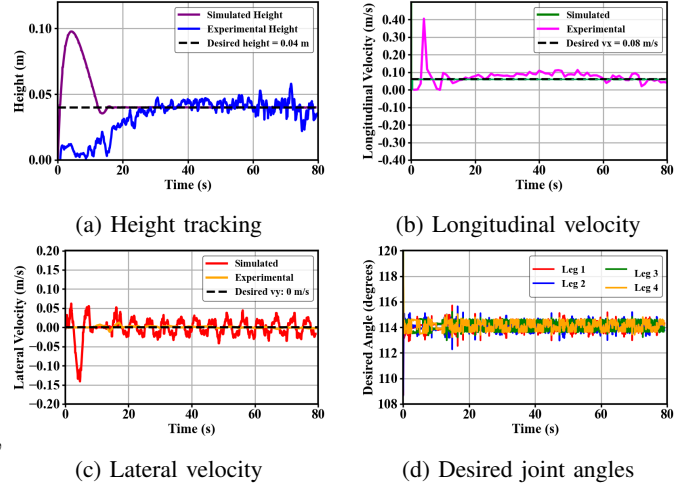 Simulated Height
Experimental Height
Desired height = 0.04 m
0.10
0.05
0.00
Height (m)
0 20 40 60 80
Time (s)
(a) Height tracking
Simulated
Experimental
Desired vx = 0.08 m/s
0.40
0.30
0.20
0.10
0.00
-0.10
-0.20
-0.30
-0.40
Longitudinal Velocity (m/s)
0 20 40 60 80
Time (s)
(b) Longitudinal velocity
Simulated
Experimental
Desired vy: 0 m/s
0.20
0.15
0.10
0.05
0.00
−0.05
−0.10
−0.15
−0.20
Lateral Velocity (m/s)
0 20 40 60 80
Time (s)
(c) Lateral velocity
Leg 1 Leg 3
Leg 2 Leg 4
120
118
116
114
112
110
108
Desired Angle (degrees)
0 20 40 60 80
Time (s)
(d) Desired joint angles